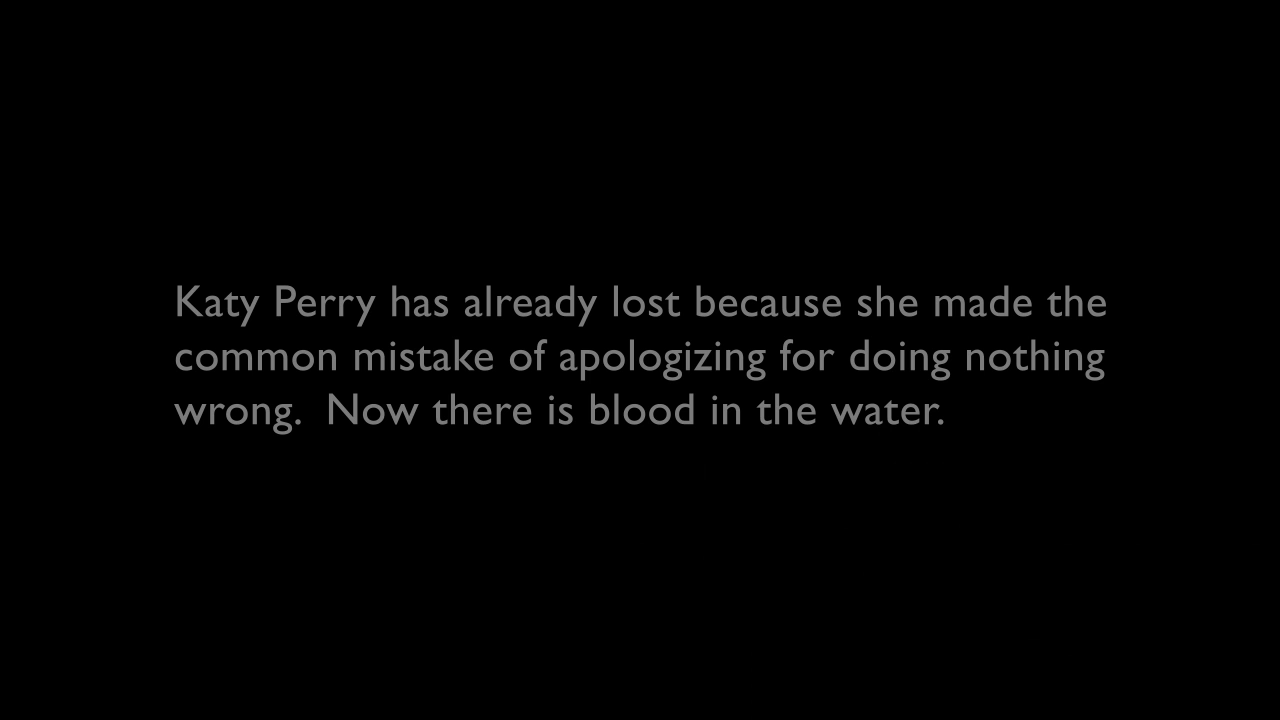 Katy Perry has already lost because she made the
common mistake of apologizing for doing nothing
wrong.  Now there is blood in the water.